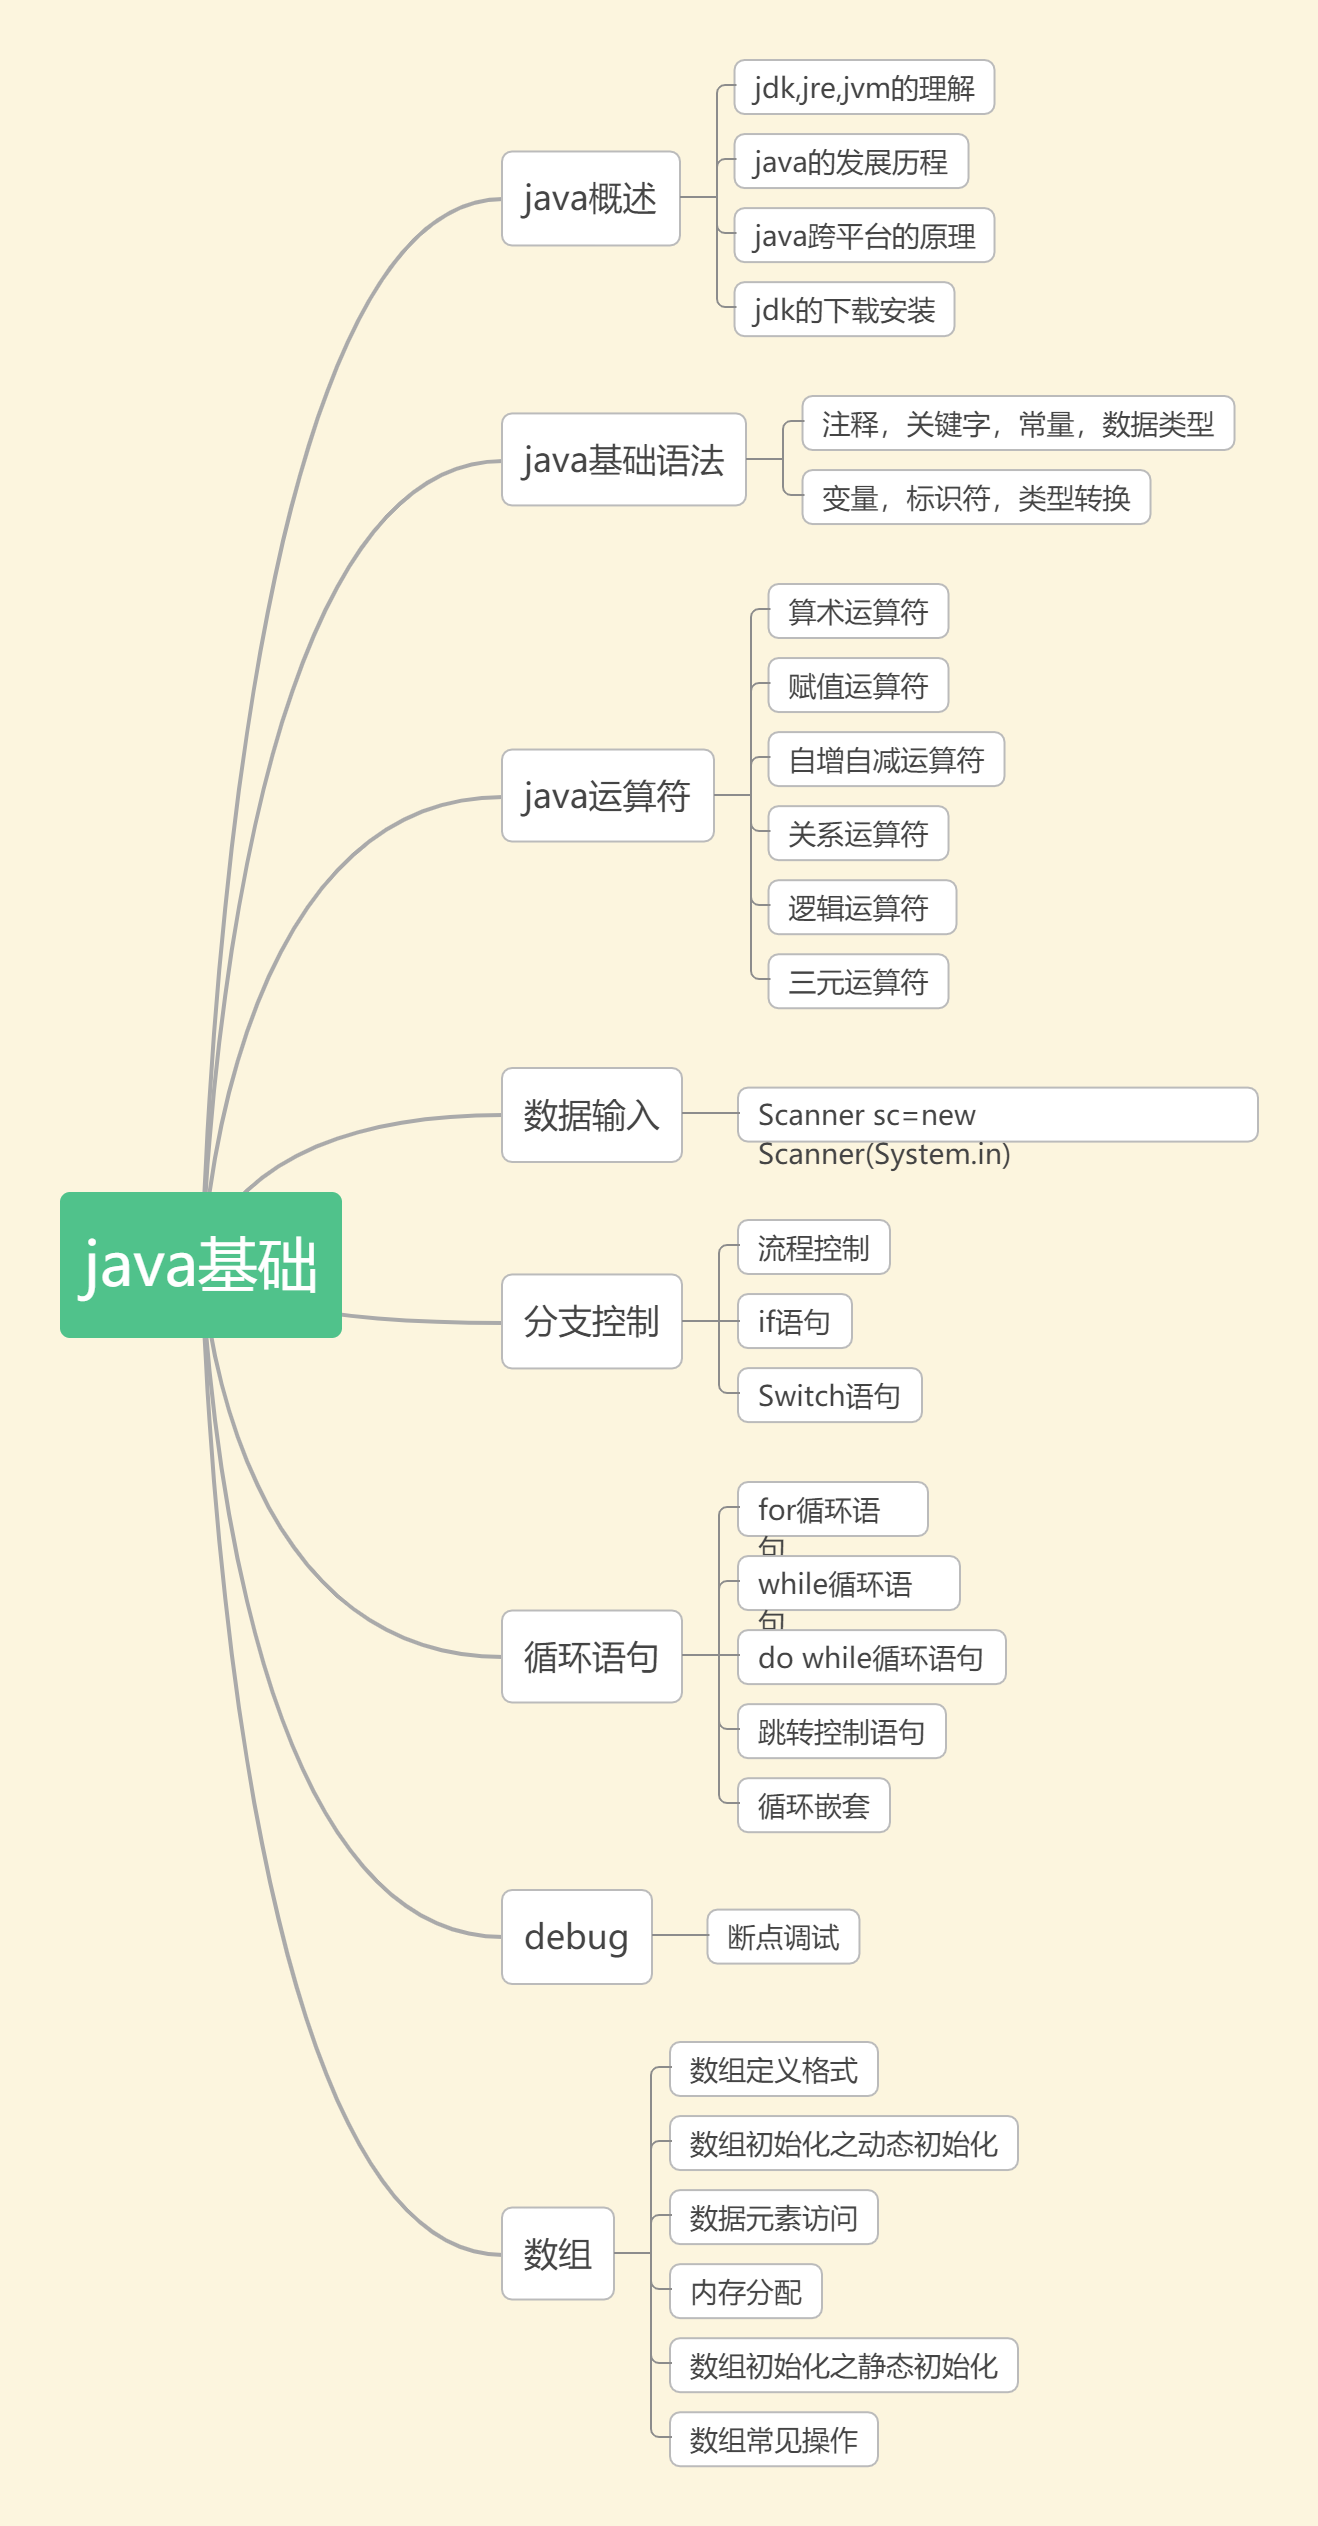 java基础
java概述
jdk,jre,jvm的理解
java的发展历程
java跨平台的原理
jdk的下载安装
java基础语法
注释，关键字，常量，数据类型
变量，标识符，类型转换
java运算符
算术运算符
赋值运算符
自增自减运算符
关系运算符
逻辑运算符
三元运算符
数据输入
Scanner sc=new
Scanner(System.in)
分支控制
流程控制
if语句
Switch语句
循环语句
for循环语
句
while循环语
句
do while循环语句
跳转控制语句
循环嵌套
debug
断点调试
数组
数组定义格式
数组初始化之动态初始化
数据元素访问
内存分配
数组初始化之静态初始化
数组常见操作